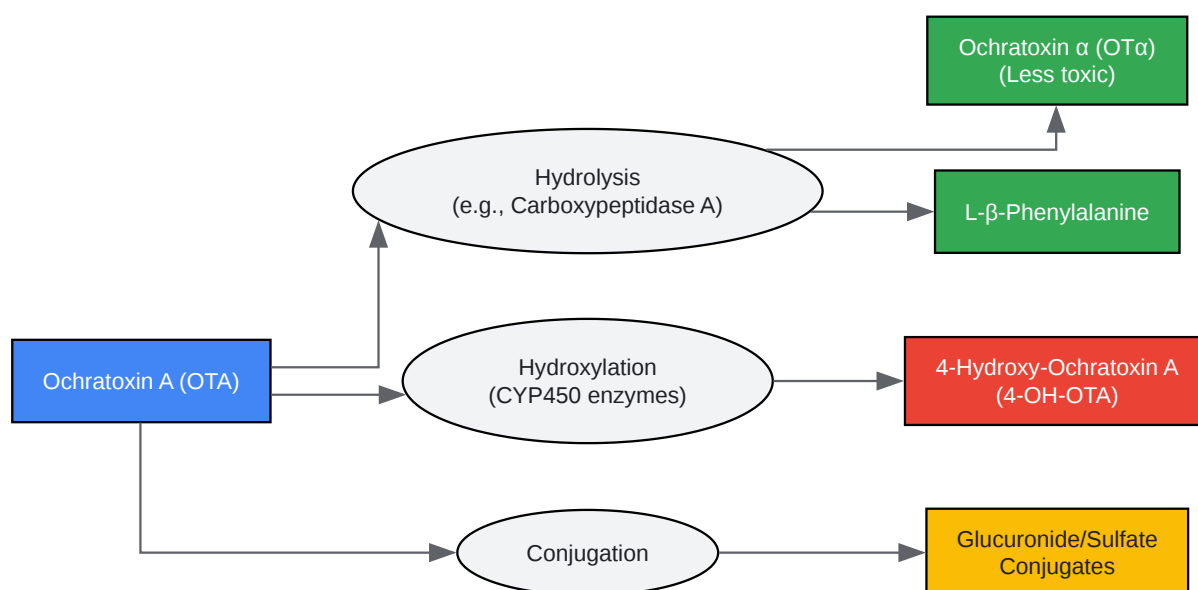 Ochratoxin α (OTα)
(Less toxic)
Hydrolysis
(e.g., Carboxypeptidase A)
L-β-Phenylalanine
Ochratoxin A (OTA)
Hydroxylation
(CYP450 enzymes)
4-Hydroxy-Ochratoxin A
(4-OH-OTA)
Conjugation
Glucuronide/Sulfate
Conjugates